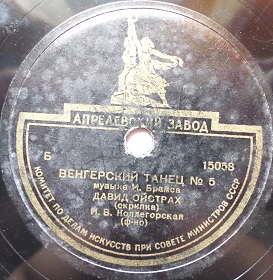 АПРЕЛЕВСКИЙ ЗАВОД
Б 15058
ВЕНГЕРСКИЙ ТАНЕЦ № 5
музыка И. Брамса
ДАВИД ОЙСТРАХ
(скрипка)
И. В. Коллегорская
(ф-но)
КОМИТЕТ ПО ДЕЛАМ ИСКУССТВ ПРИ СОВЕТЕ МИНИСТРОВ СССР